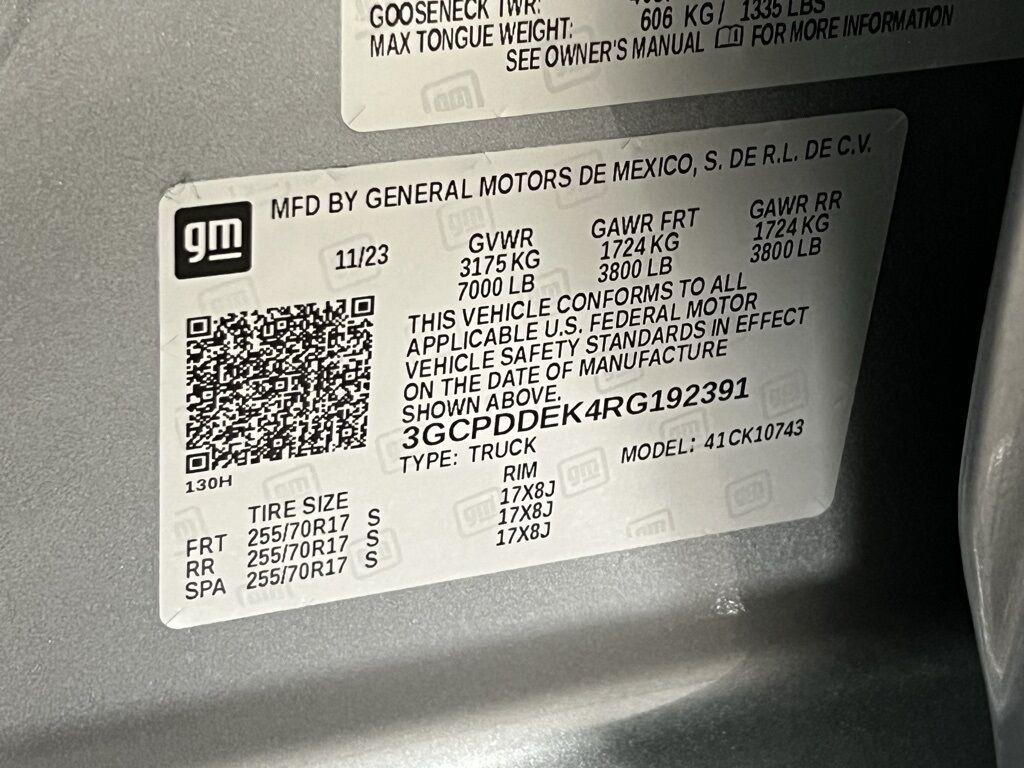 GOOSENECK TWR:
MAX TONGUE WEIGHT: 606 KG/ 1335 LBS
SEE OWNER'S MANUAL FOR MORE INFORMATION
gm
MFD BY GENERAL MOTORS DE MEXICO, S. DE R.L. DE C.V.
11/23
GVWR
3175 KG
7000 LB
GAWR FRT
1724 KG
3800 LB
GAWR RR
1724 KG
3800 LB
THIS VEHICLE CONFORMS TO ALL
APPLICABLE U.S. FEDERAL MOTOR
VEHICLE SAFETY STANDARDS IN EFFECT
ON THE DATE OF MANUFACTURE
SHOWN ABOVE.
3GCPDDEK4RG192391
TYPE: TRUCK MODEL: 41CK10743
130H
TIRE SIZE RIM
FRT 255/70R17 S 17X8J
RR 255/70R17 S 17X8J
SPA 255/70R17 S 17X8J